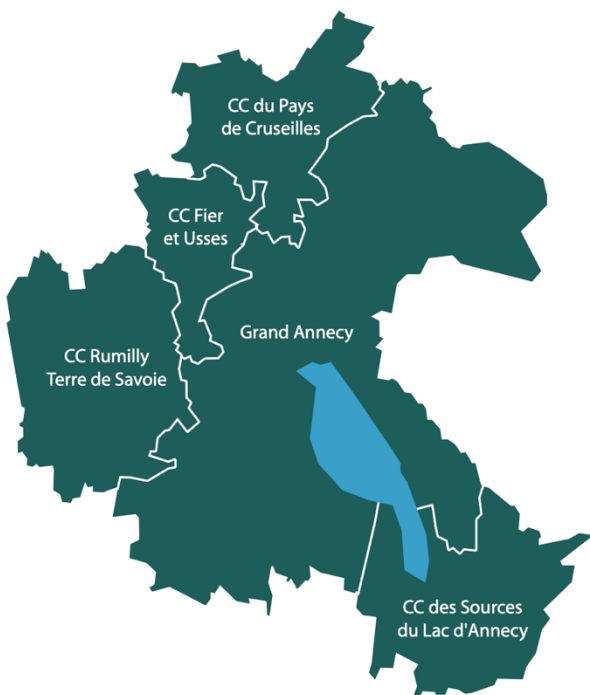 CC du Pays
de Cruseilles
CC Fier
et Usses
Grand Annecy
CC Rumilly
Terre de Savoie
CC des Sources
du Lac d'Annecy